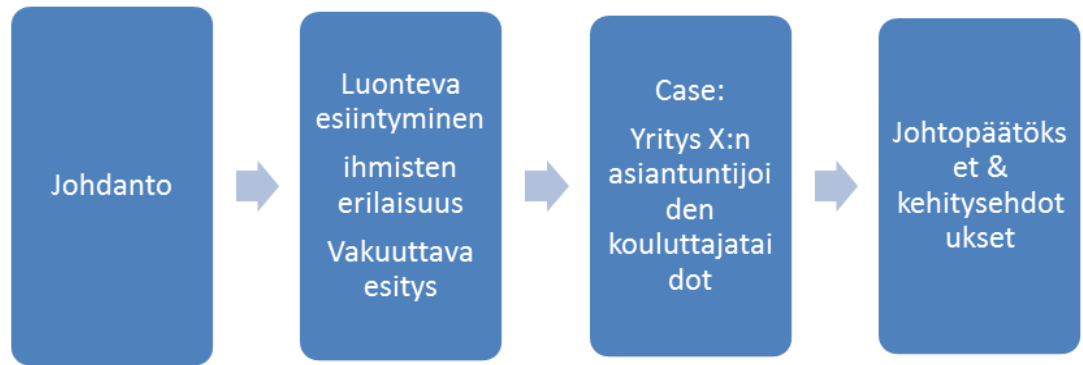 Johdanto
Luonteva
esiintyminen
ihmisten
erilaisuus
Vakuuttava
esitys
Case:
Yritys X:n
asiantuntijoi
den
kouluttajatai
dot
Johtopäätöks
et &
kehitysehdot
ukset